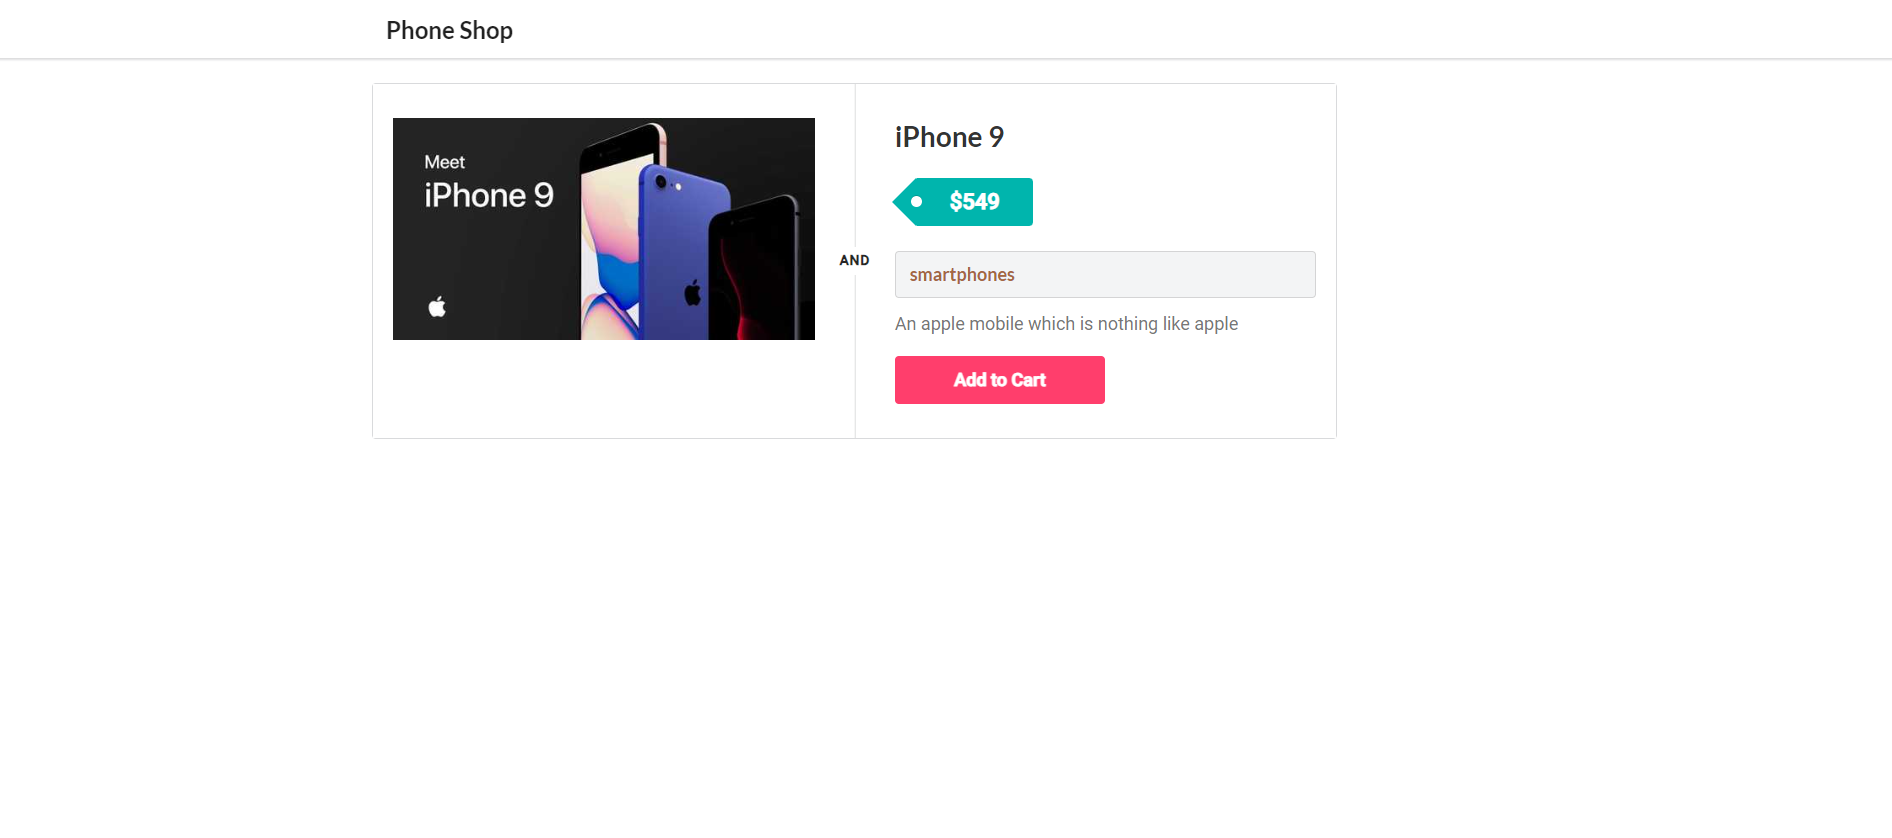 Phone Shop
Meet
iPhone 9
AND
iPhone 9
$549
smartphones
An apple mobile which is nothing like apple
Add to Cart